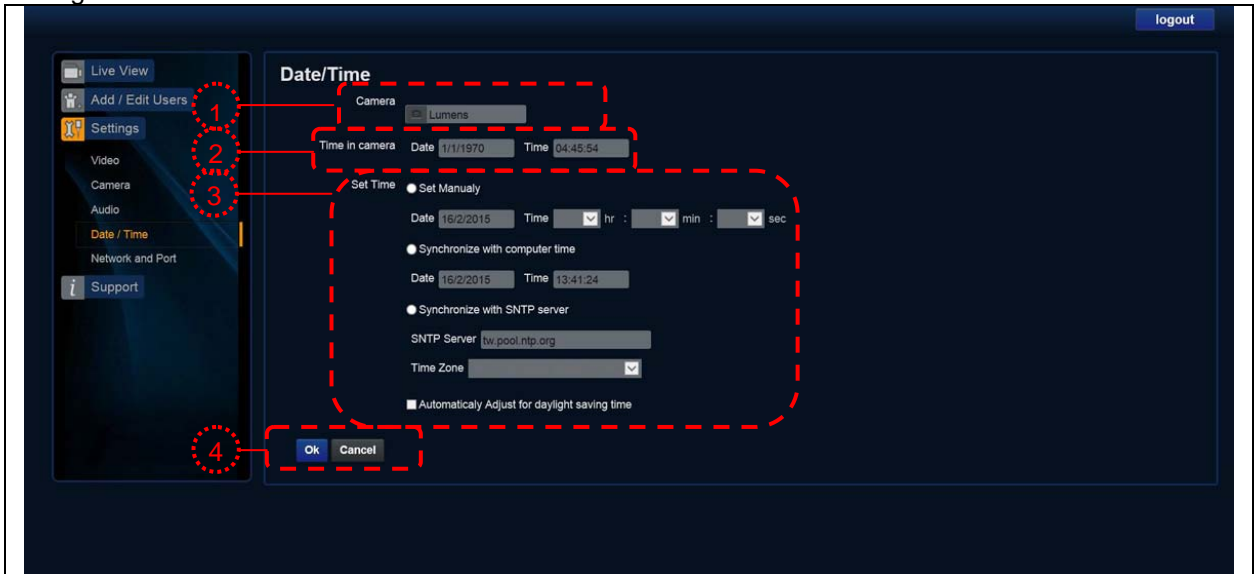 logout
Live View
Add / Edit Users
Settings
Video
Camera
Audio
Date / Time
Network and Port
Support
Date/Time
1
Camera Lumens
2
Time in camera Date 1/1/1970 Time 04:45:54
3
Set Time Set Manualy
Date 16/2/2015 Time hr : min : sec
Synchronize with computer time
Date 16/2/2015 Time 13:41:24
Synchronize with SNTP server
SNTP Server tw.pool.ntp.org
Time Zone
Automaticaly Adjust for daylight saving time
4
Ok Cancel